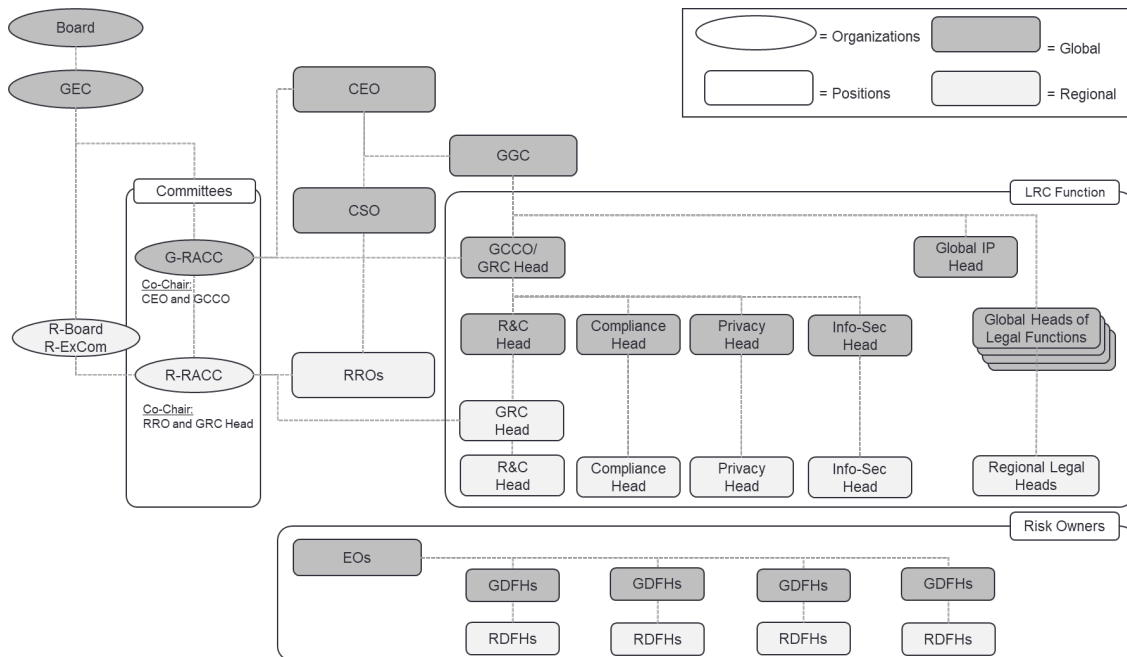 Board
GEC
CEO
GGC
CSO
= Organizations
= Global
= Positions
= Regional
Committees
G-RACC
Co-Chair:
CEO and GCCO
R-Board
R-ExCom
R-RACC
Co-Chair:
RRO and GRC Head
RROs
LRC Function
GCCO/
GRC Head
Global IP
Head
R&C
Head
Compliance
Head
Privacy
Head
Info-Sec
Head
Global Heads of
Legal Functions
GRC
Head
R&C
Head
Compliance
Head
Privacy
Head
Info-Sec
Head
Regional Legal
Heads
Risk Owners
EOs
GDFHs
GDFHs
GDFHs
GDFHs
RDFHs
RDFHs
RDFHs
RDFHs